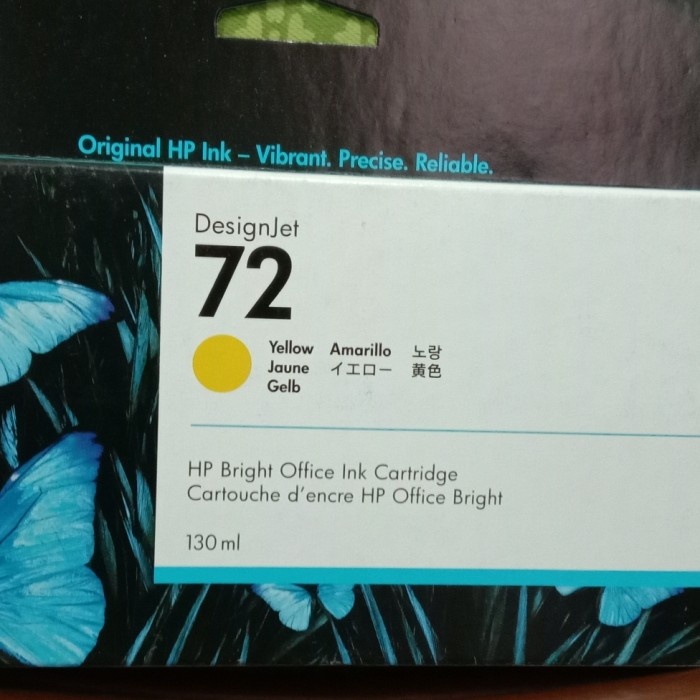 Original HP Ink – Vibrant. Precise. Reliable.
DesignJet
72
Yellow Amarillo 노랑
Jaune イエロー 黄色
Gelb
HP Bright Office Ink Cartridge
Cartouche d'encre HP Office Bright
130 ml